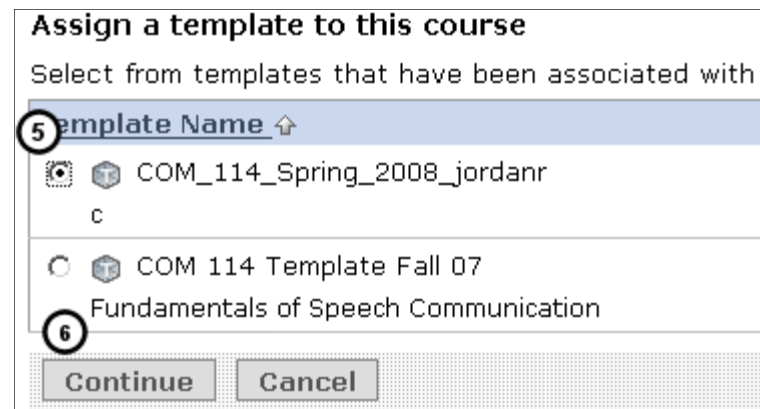 Assign a template to this course
Select from templates that have been associated with
5
emplate Name
COM_114_Spring_2008_jordanr
c
COM 114 Template Fall 07
Fundamentals of Speech Communication
6
Continue Cancel